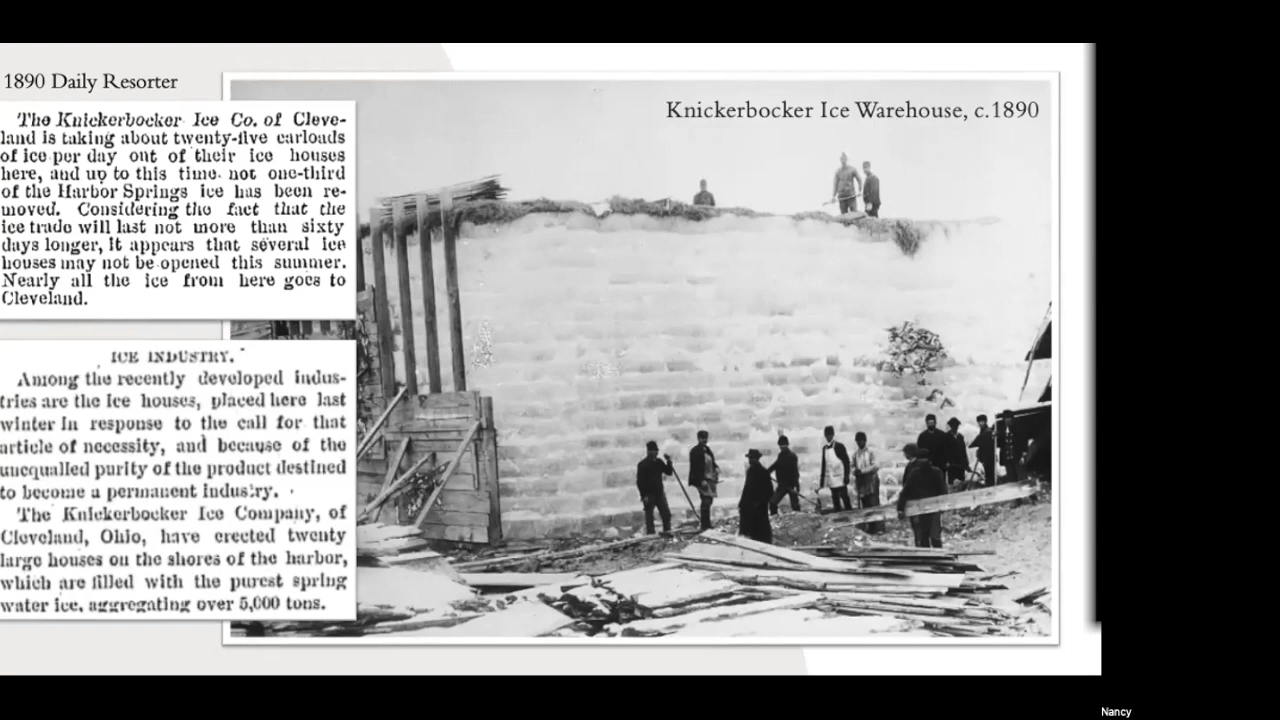 1890 Daily Resorter
The Knickerbocker Ice Co. of Cleve-
land is taking about twenty-five carloads
of ice per day out of their ice houses
here, and up to this time not one-third
of the Harbor Springs ice has been re-
moved. Considering the fact that the
ice trade will last not more than sixty
days longer, it appears that several ice
houses may not be opened this summer.
Nearly all the ice from here goes to
Cleveland.
ICE INDUSTRY.
Among the recently developed indus-
tries are the ice houses, placed here last
winter in response to the call for that
article of necessity, and because of the
unequalled purity of the product destined
to become a permanent industry.
The Knickerbocker Ice Company, of
Cleveland, Ohio, have erected twenty
large houses on the shores of the harbor,
which are filled with the purest spring
water ice, aggregating over 5,000 tons.
Knickerbocker Ice Warehouse, c.1890
Nancy